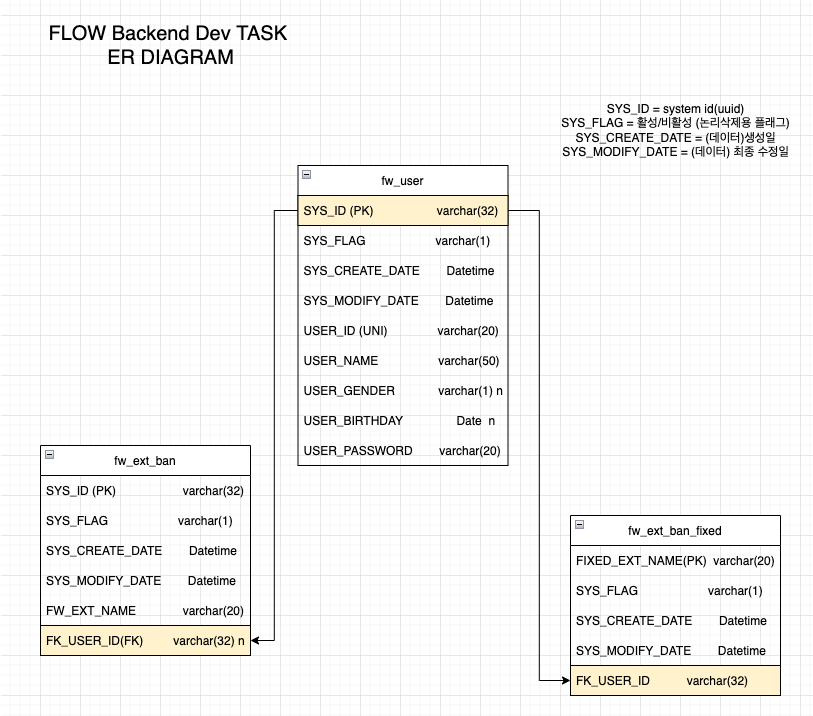 FLOW Backend Dev TASK
ER DIAGRAM
SYS_ID = system id(uuid)
SYS_FLAG = 활성/비활성 (논리삭제용 플래그)
SYS_CREATE_DATE = (데이터)생성일
SYS_MODIFY_DATE = (데이터) 최종 수정일
fw_user
SYS_ID (PK) varchar(32)
SYS_FLAG varchar(1)
SYS_CREATE_DATE Datetime
SYS_MODIFY_DATE Datetime
USER_ID (UNI) varchar(20)
USER_NAME varchar(50)
USER_GENDER varchar(1) n
USER_BIRTHDAY Date n
USER_PASSWORD varchar(20)
fw_ext_ban
SYS_ID (PK) varchar(32)
SYS_FLAG varchar(1)
SYS_CREATE_DATE Datetime
SYS_MODIFY_DATE Datetime
FW_EXT_NAME varchar(20)
FK_USER_ID(FK) varchar(32) n
fw_ext_ban_fixed
FIXED_EXT_NAME(PK) varchar(20)
SYS_FLAG varchar(1)
SYS_CREATE_DATE Datetime
SYS_MODIFY_DATE Datetime
FK_USER_ID varchar(32)